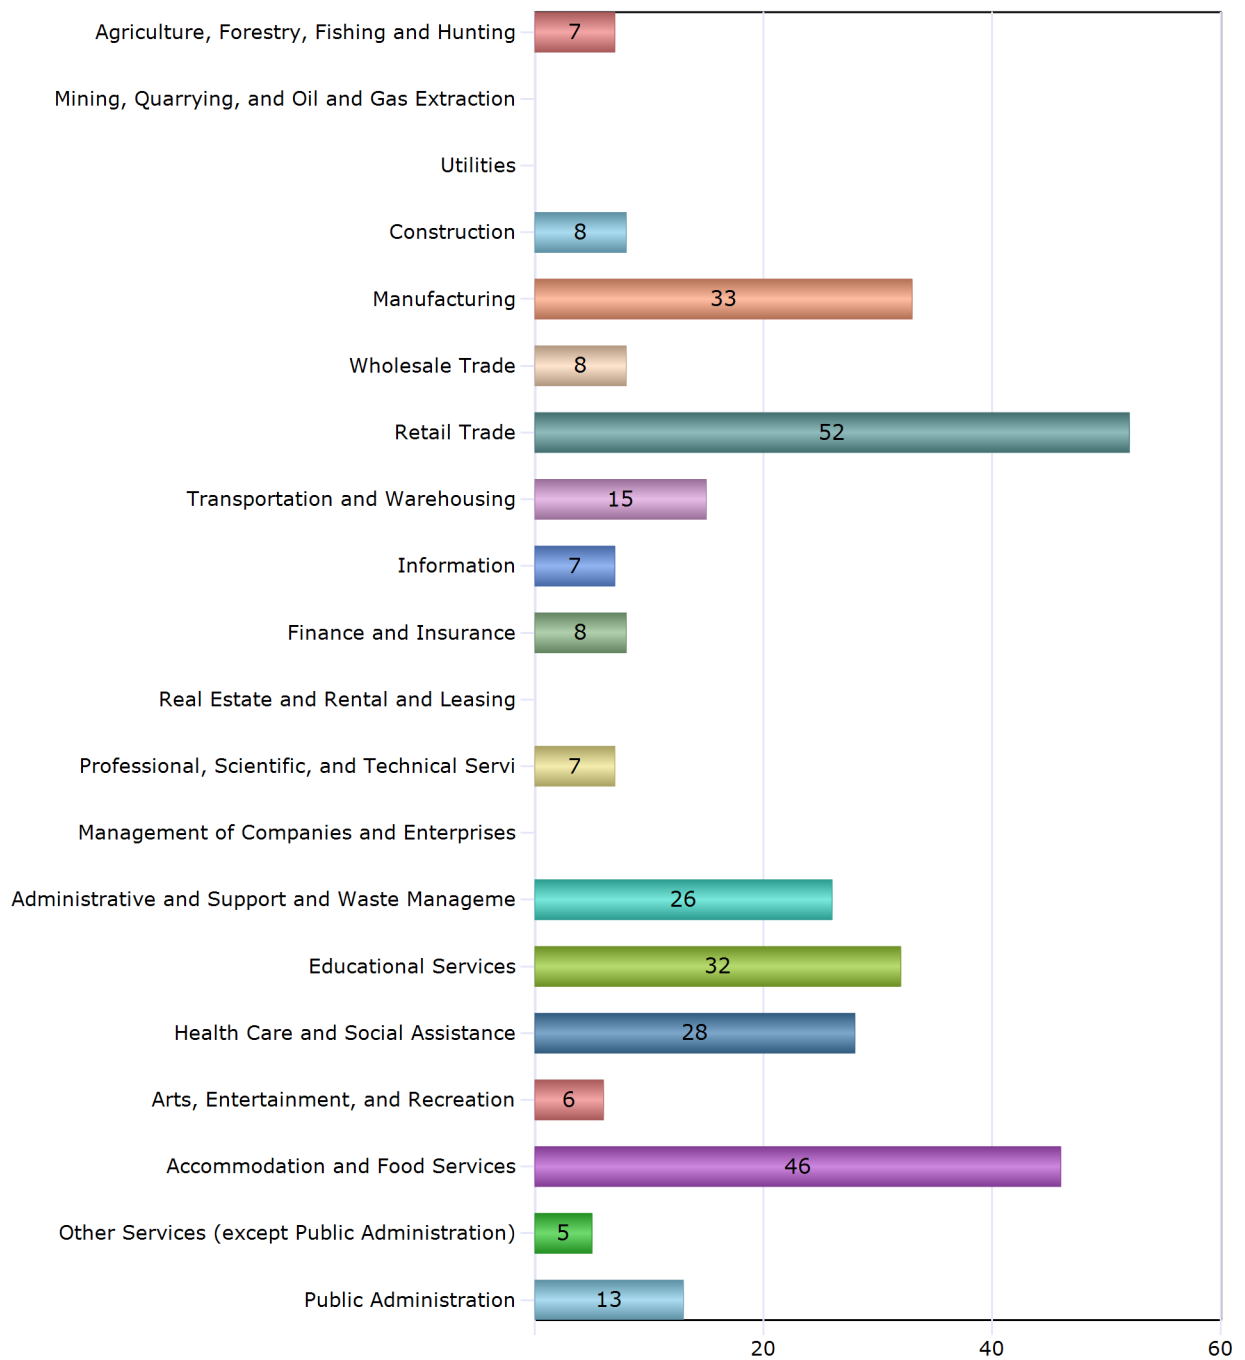 Agriculture, Forestry, Fishing and Hunting 7
Mining, Quarrying, and Oil and Gas Extraction
Utilities
Construction 8
Manufacturing 33
Wholesale Trade 8
Retail Trade 52
Transportation and Warehousing 15
Information 7
Finance and Insurance 8
Real Estate and Rental and Leasing
Professional, Scientific, and Technical Servi 7
Management of Companies and Enterprises
Administrative and Support and Waste Manageme 26
Educational Services 32
Health Care and Social Assistance 28
Arts, Entertainment, and Recreation 6
Accommodation and Food Services 46
Other Services (except Public Administration) 5
Public Administration 13
20 40 60